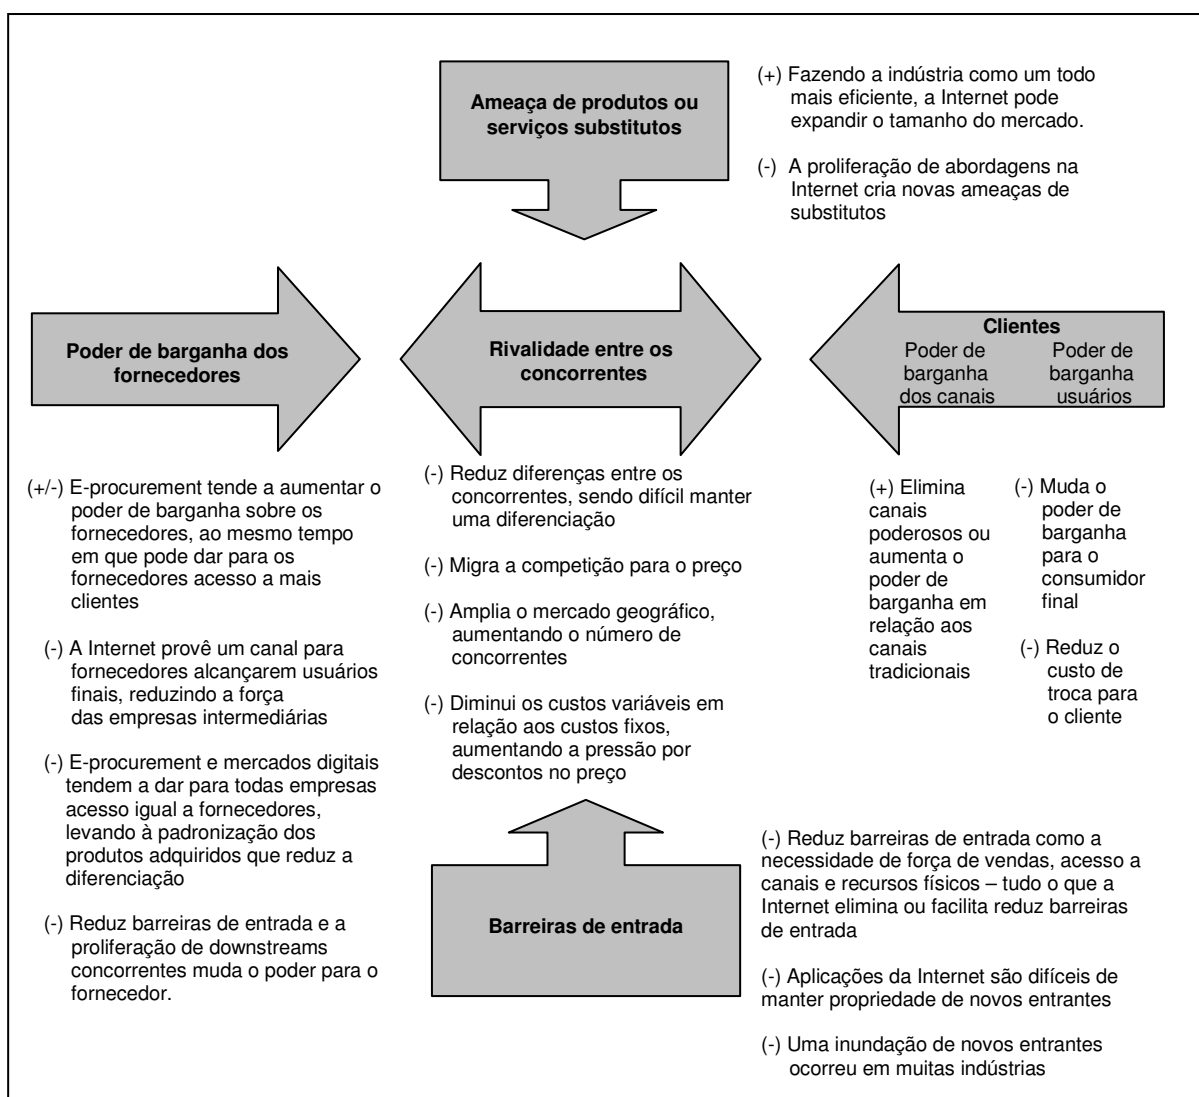 Ameaça de produtos ou
serviços substitutos
(+) Fazendo a indústria como um todo
mais eficiente, a Internet pode
expandir o tamanho do mercado.
(-) A proliferação de abordagens na
Internet cria novas ameaças de
substitutos
Poder de barganha dos
fornecedores
Rivalidade entre os
concorrentes
Clientes
Poder de
barganha
dos canais
Poder de
barganha
usuários
(+/-) E-procurement tende a aumentar o
poder de barganha sobre os
fornecedores, ao mesmo tempo
em que pode dar para os
fornecedores acesso a mais
clientes
(-) A Internet provê um canal para
fornecedores alcançarem usuários
finais, reduzindo a força
das empresas intermediárias
(-) E-procurement e mercados digitais
tendem a dar para todas empresas
acesso igual a fornecedores,
levando à padronização dos
produtos adquiridos que reduz a
diferenciação
(-) Reduz barreiras de entrada e a
proliferação de downstreams
concorrentes muda o poder para o
fornecedor.
(-) Reduz diferenças entre os
concorrentes, sendo difícil manter
uma diferenciação
(-) Migra a competição para o preço
(-) Amplia o mercado geográfico,
aumentando o número de
concorrentes
(-) Diminui os custos variáveis em
relação aos custos fixos,
aumentando a pressão por
descontos no preço
(+) Elimina
canais
poderosos ou
aumenta o
poder de
barganha em
relação aos
canais
tradicionais
(-) Muda o
poder de
barganha
para o
consumidor
final
(-) Reduz o
custo de
troca para
o cliente
Barreiras de entrada
(-) Reduz barreiras de entrada como a
necessidade de força de vendas, acesso a
canais e recursos físicos – tudo o que a
Internet elimina ou facilita reduz barreiras
de entrada
(-) Aplicações da Internet são difíceis de
manter propriedade de novos entrantes
(-) Uma inundação de novos entrantes
ocorreu em muitas indústrias